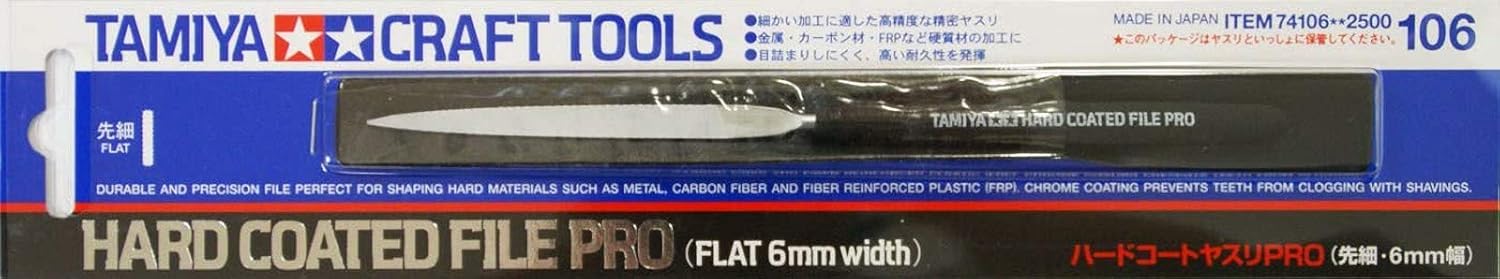 TAMIYA★★CRAFT TOOLS
●細かい加工に適した高精度な精密ヤスリ
●金属・カーボン材・FRPなど硬質材の加工に
●目詰まりしにくく、高い耐久性を発揮
MADE IN JAPAN ITEM 74106★★2500
★このパッケージはヤスリといっしょに保管してください。
106
先細
FLAT
TAMIYA★★HARD COATED FILE PRO
DURABLE AND PRECISION FILE PERFECT FOR SHAPING HARD MATERIALS SUCH AS METAL, CARBON FIBER AND FIBER REINFORCED PLASTIC (FRP). CHROME COATING PREVENTS TEETH FROM CLOGGING WITH SHAVINGS.
HARD COATED FILE PRO (FLAT 6mm width)
ハードコートヤスリPRO (先細・6mm幅)